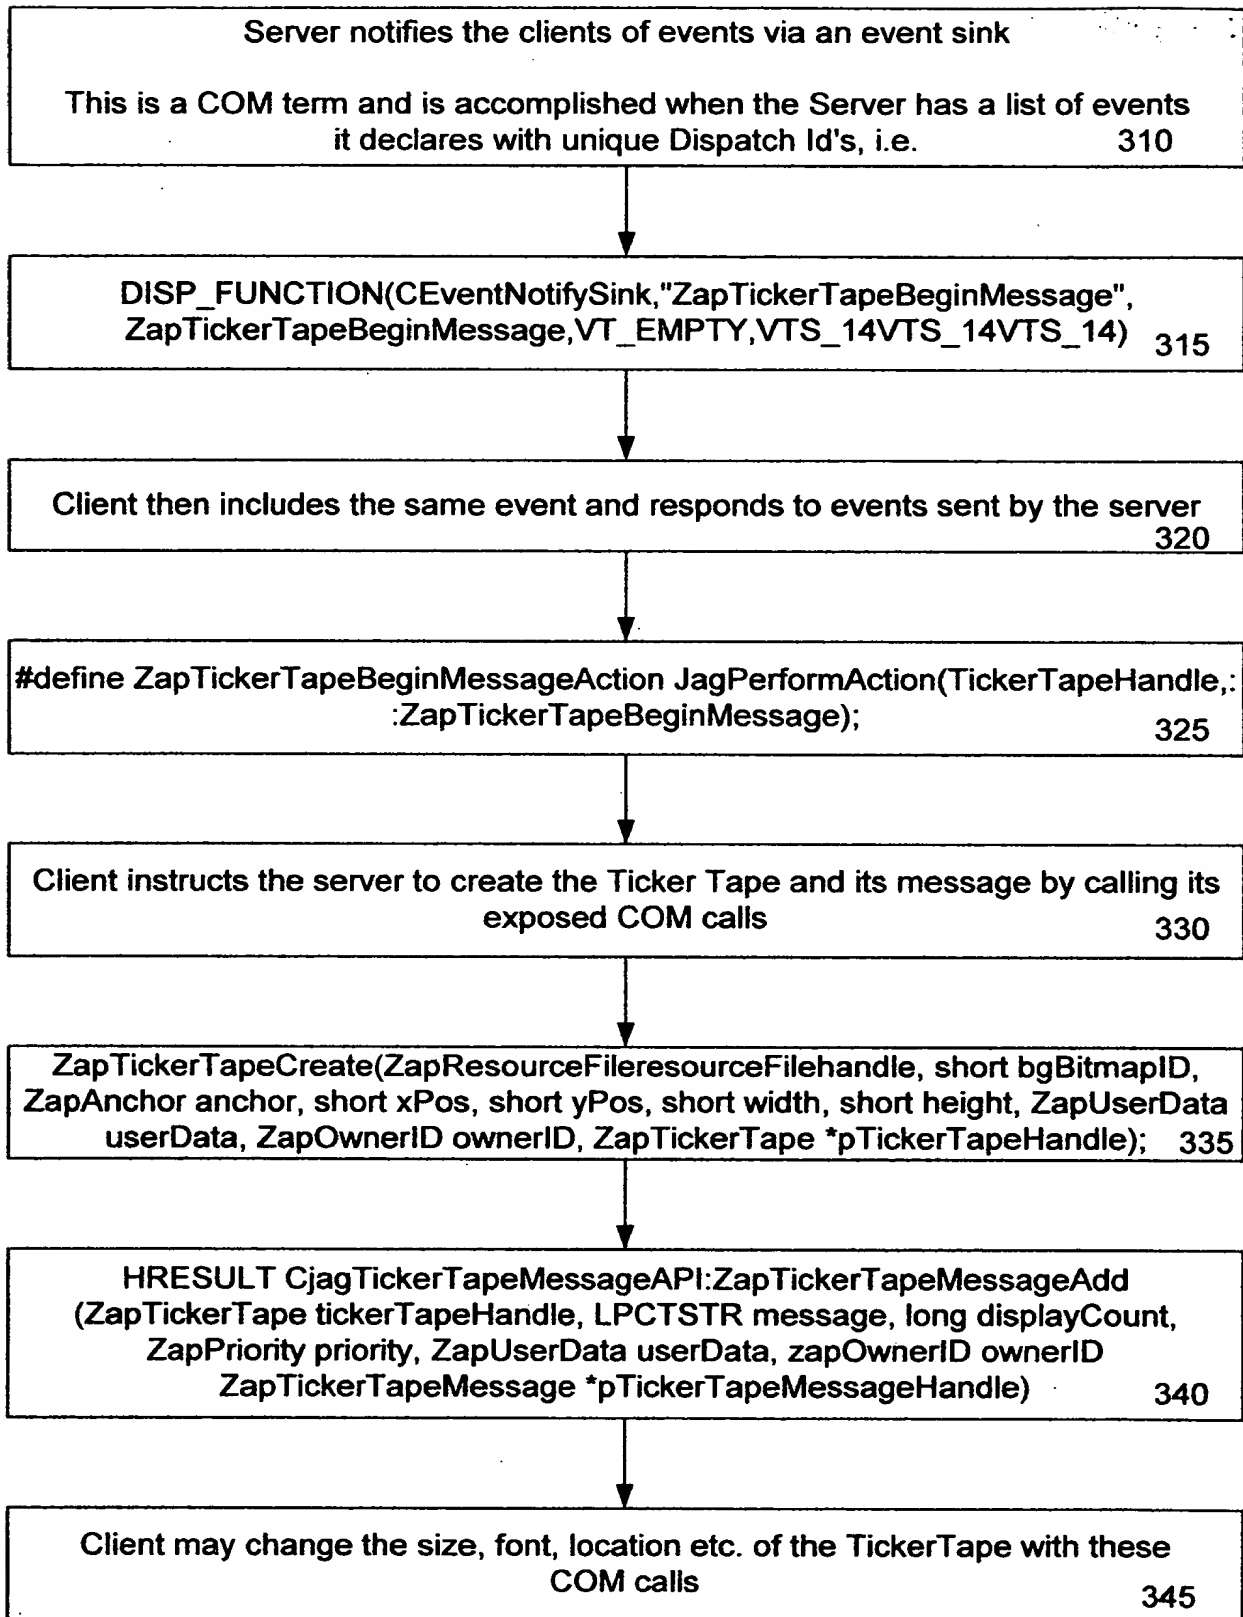 Server notifies the clients of events via an event sink
This is a COM term and is accomplished when the Server has a list of events
it declares with unique Dispatch Id's, i.e.
310
DISP_FUNCTION(CEventNotifySink,"ZapTickerTapeBeginMessage",
ZapTickerTapeBeginMessage,VT_EMPTY,VTS_14VTS_14VTS_14)
315
Client then includes the same event and responds to events sent by the server
320
#define ZapTickerTapeBeginMessageAction JagPerformAction(TickerTapeHandle,:
:ZapTickerTapeBeginMessage);
325
Client instructs the server to create the Ticker Tape and its message by calling its
exposed COM calls
330
ZapTickerTapeCreate(ZapResourceFileresourceFilehandle, short bgBitmapID,
ZapAnchor anchor, short xPos, short yPos, short width, short height, ZapUserData
userData, ZapOwnerID ownerID, ZapTickerTape *pTickerTapeHandle);
335
HRESULT CjagTickerTapeMessageAPI:ZapTickerTapeMessageAdd
(ZapTickerTape tickerTapeHandle, LPCTSTR message, long displayCount,
ZapPriority priority, ZapUserData userData, zapOwnerID ownerID
ZapTickerTapeMessage *pTickerTapeMessageHandle)
340
Client may change the size, font, location etc. of the TickerTape with these
COM calls
345